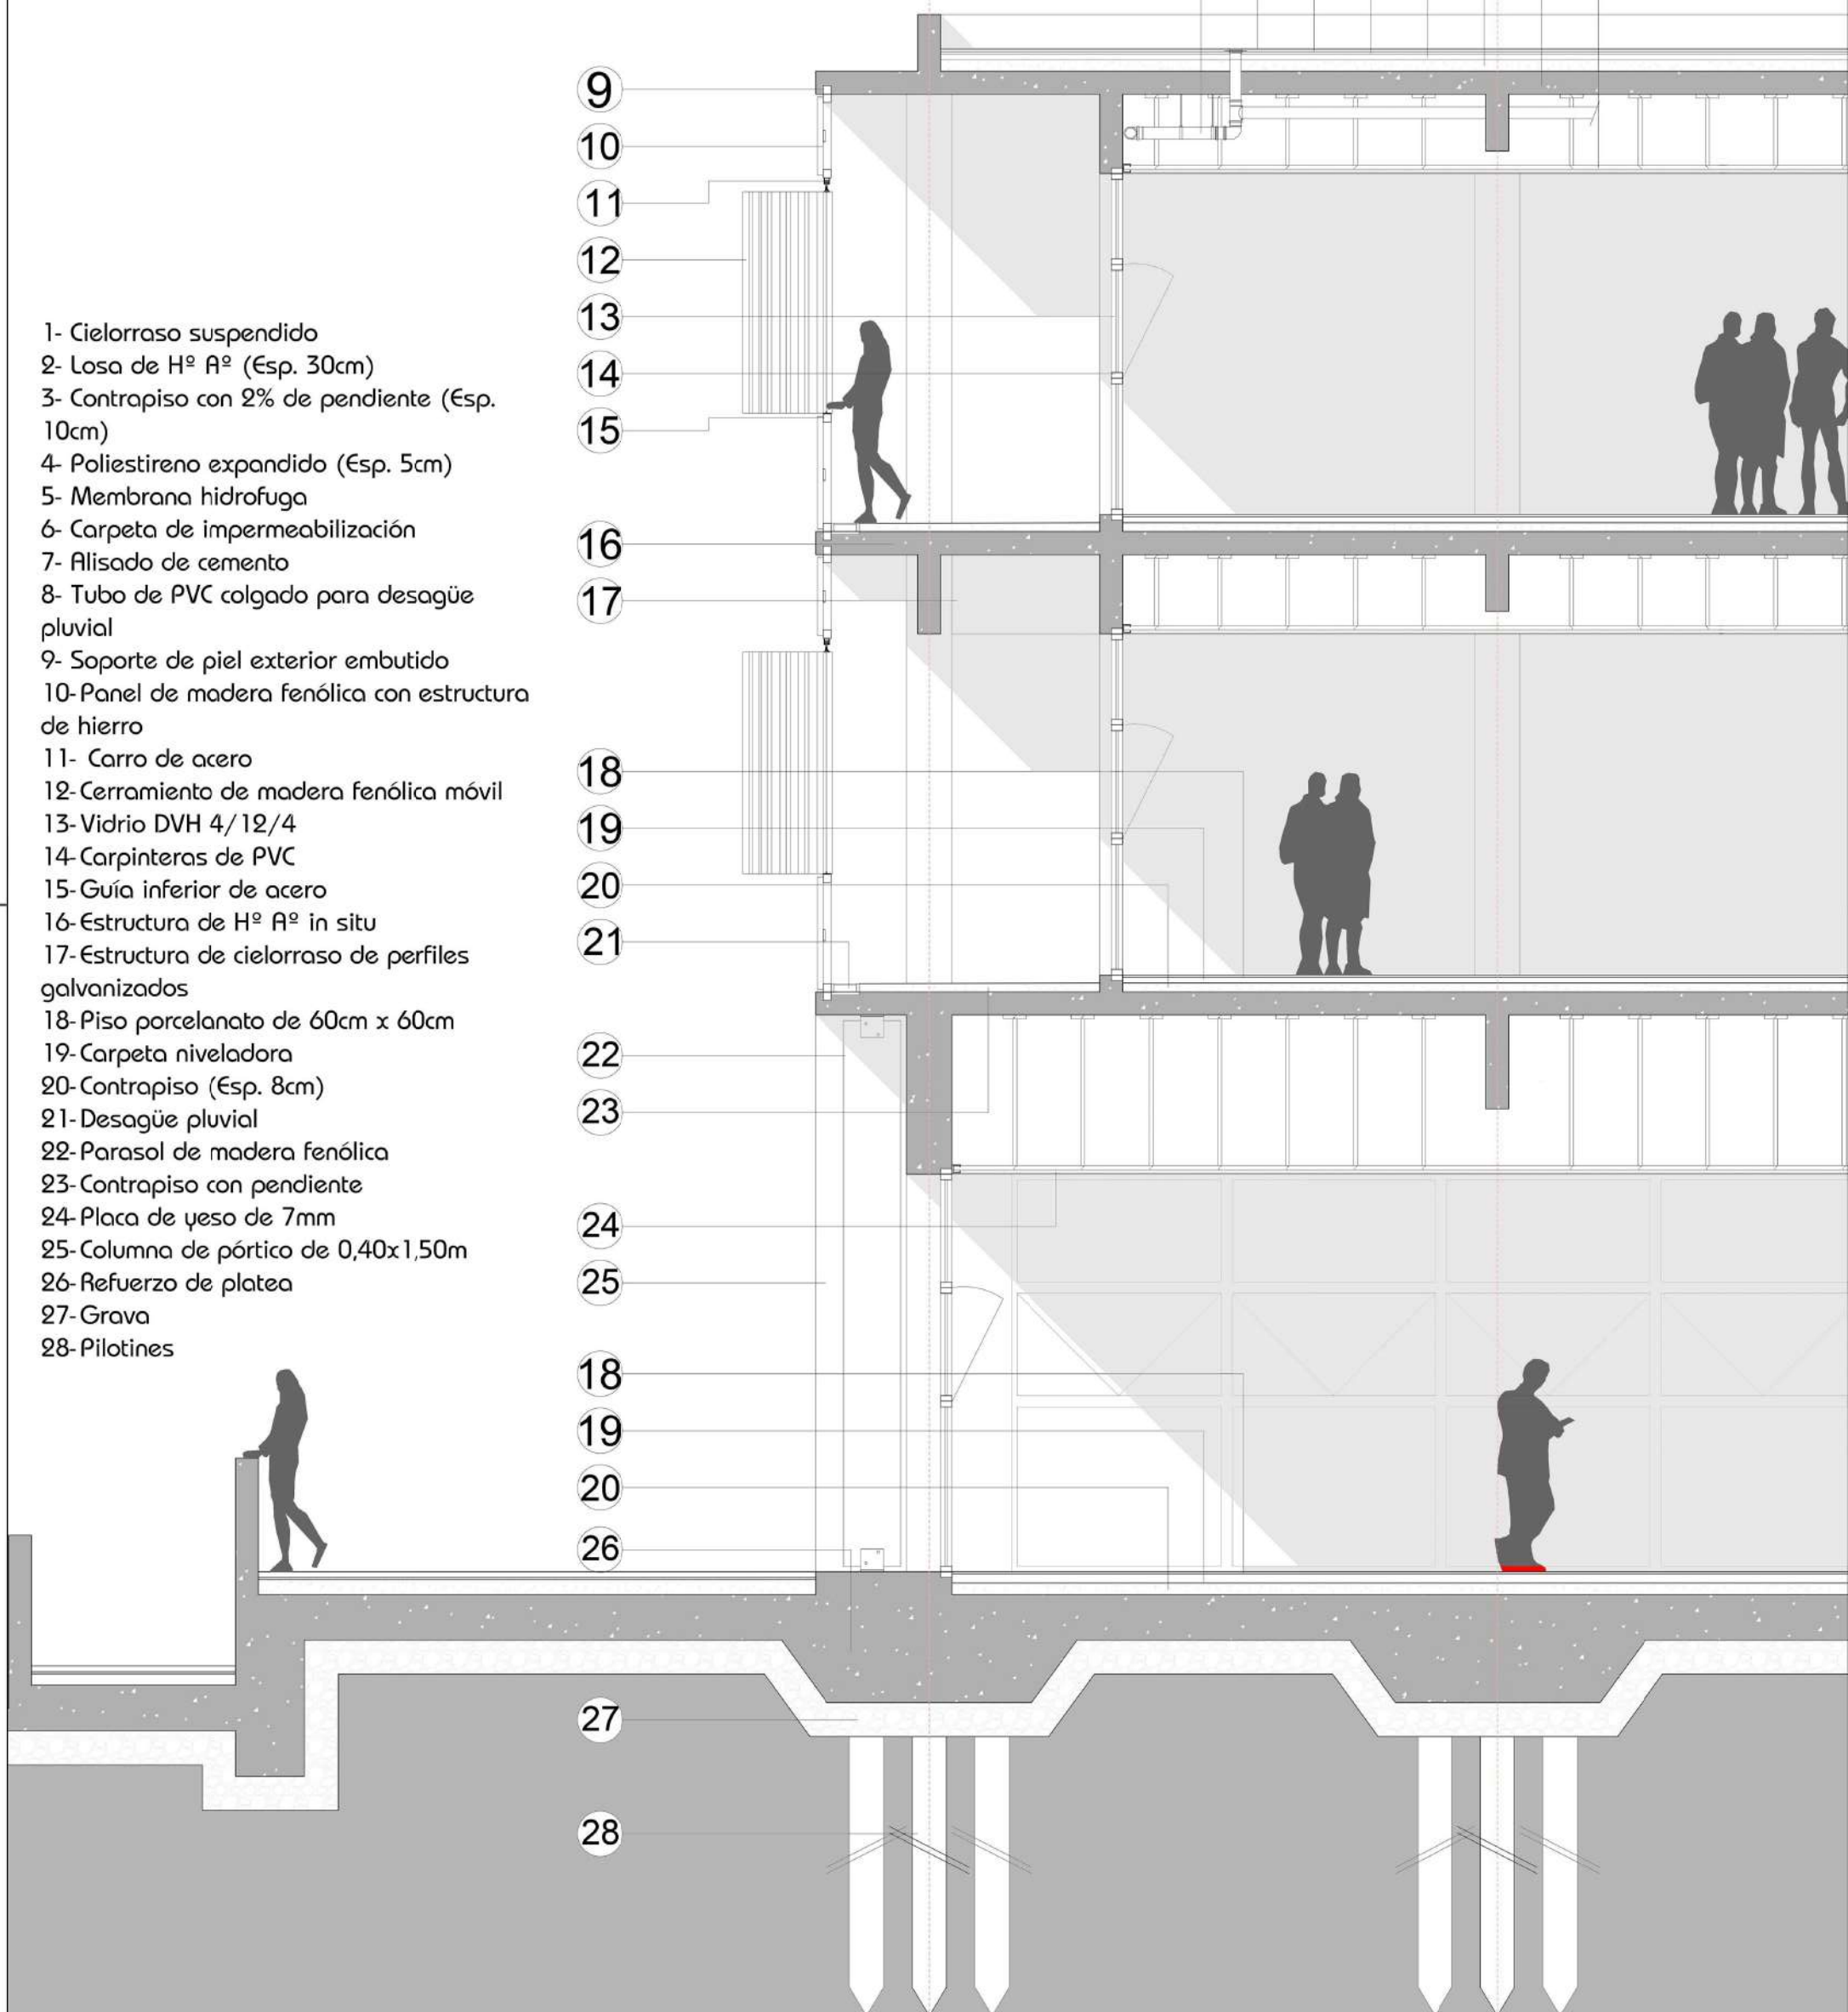 1- Cielorraso suspendido
2- Losa de Hº Aº (Esp. 30cm)
3- Contrapiso con 2% de pendiente (Esp.
10cm)
4- Poliestireno expandido (Esp. 5cm)
5- Membrana hidrofuga
6- Carpeta de impermeabilización
7- Alisado de cemento
8- Tubo de PVC colgado para desagüe
pluvial
9- Soporte de piel exterior embutido
10-Panel de madera fenólica con estructura
de hierro
11- Carro de acero
12-Cerramiento de madera fenólica móvil
13-Vidrio DVH 4/12/4
14-Carpinteras de PVC
15-Guía inferior de acero
16-Estructura de Hº Aº in situ
17-Estructura de cielorraso de perfiles
galvanizados
18-Piso porcelanato de 60cm x 60cm
19-Carpeta niveladora
20-Contrapiso (Esp. 8cm)
21-Desagüe pluvial
22-Parasol de madera fenólica
23-Contrapiso con pendiente
24-Placa de yeso de 7mm
25-Columna de pórtico de 0,40x1,50m
26-Refuerzo de platea
27-Grava
28-Pilotines
9
10
11
12
13
14
15
16
17
18
19
20
21
22
23
24
25
18
19
20
26
27
28